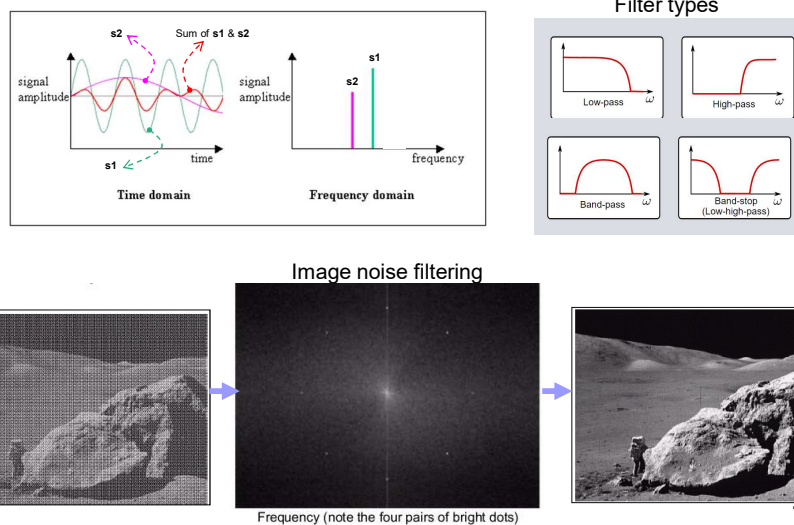 Filter types
s2
Sum of s1 & s2
signal
amplitude
s1
time
Time domain
signal
amplitude
s2
s1
frequency
Frequency domain
Low-pass
ω
High-pass
ω
Band-pass
ω
Band-stop
(Low-high-pass)
ω
Image noise filtering
Frequency (note the four pairs of bright dots)